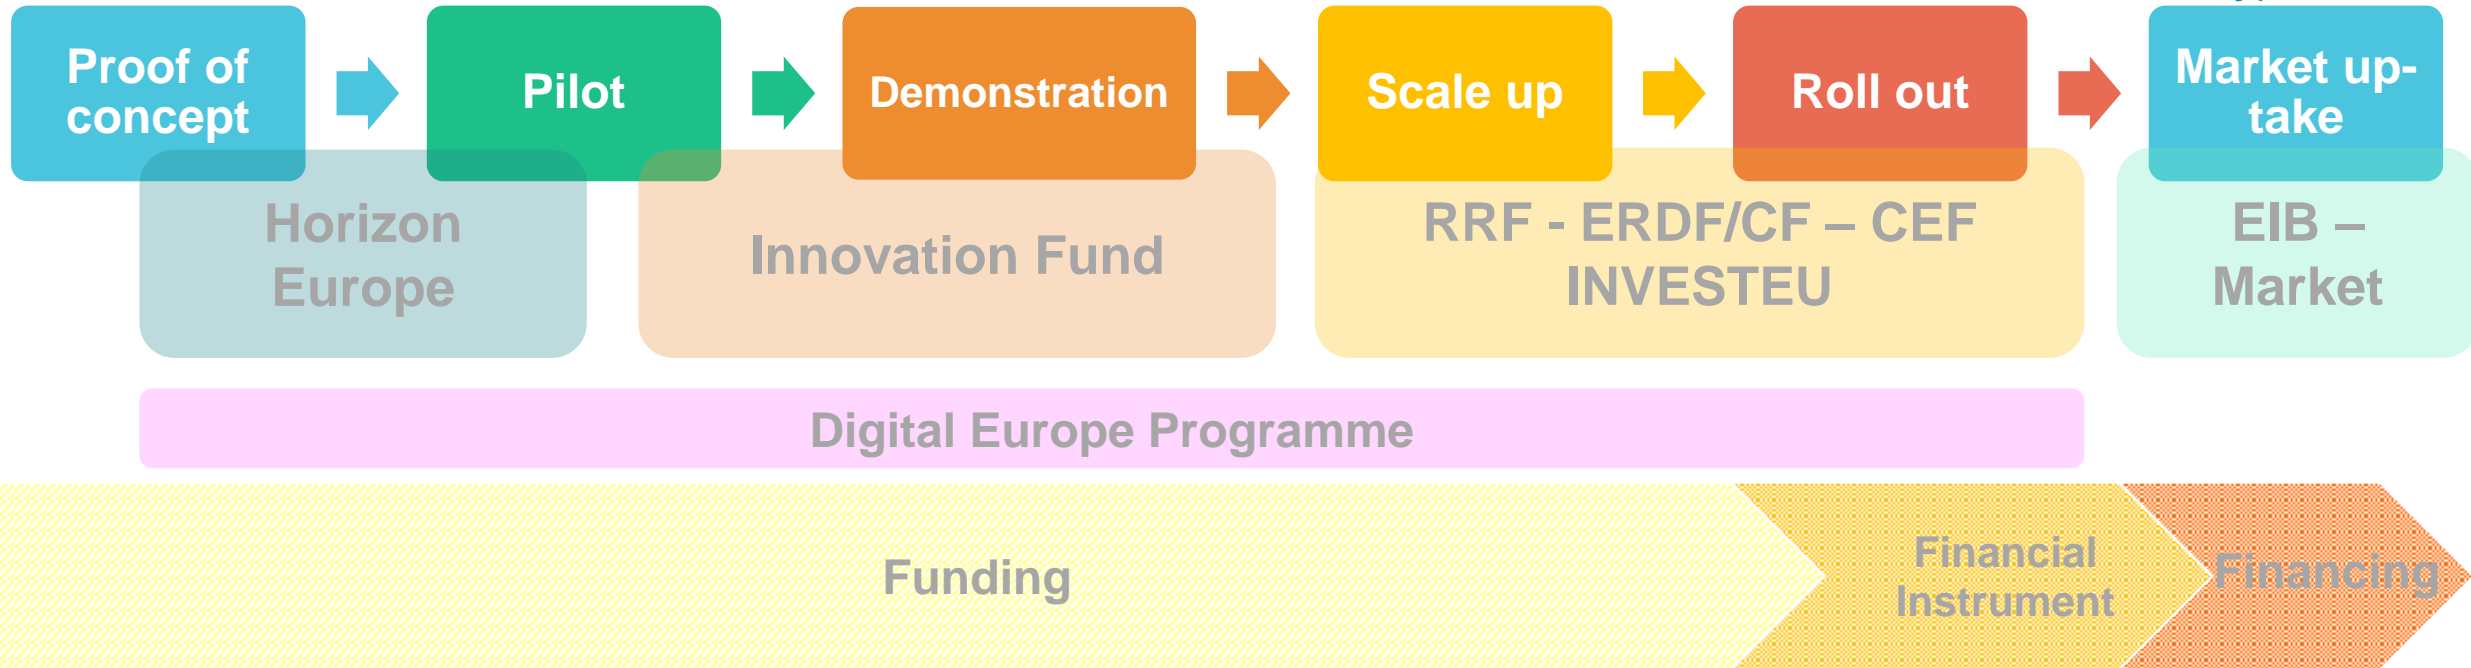 Proof of
concept
Pilot
Demonstration
Scale up
Roll out
Market up-
take
Horizon
Europe
Innovation Fund
RRF - ERDF/CF – CEF
INVESTEU
EIB –
Market
Digital Europe Programme
Funding
Financial
Instrument
Financing